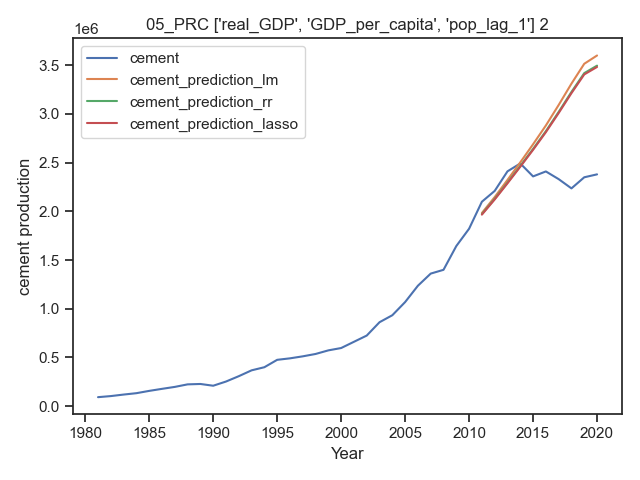 05_PRC ['real_GDP', 'GDP_per_capita', 'pop_lag_1'] 2
1e6
cement
cement_prediction_lm
cement_prediction_rr
cement_prediction_lasso
3.5
3.0
2.5
2.0
1.5
1.0
0.5
0.0
cement production
1980 1985 1990 1995 2000 2005 2010 2015 2020
Year